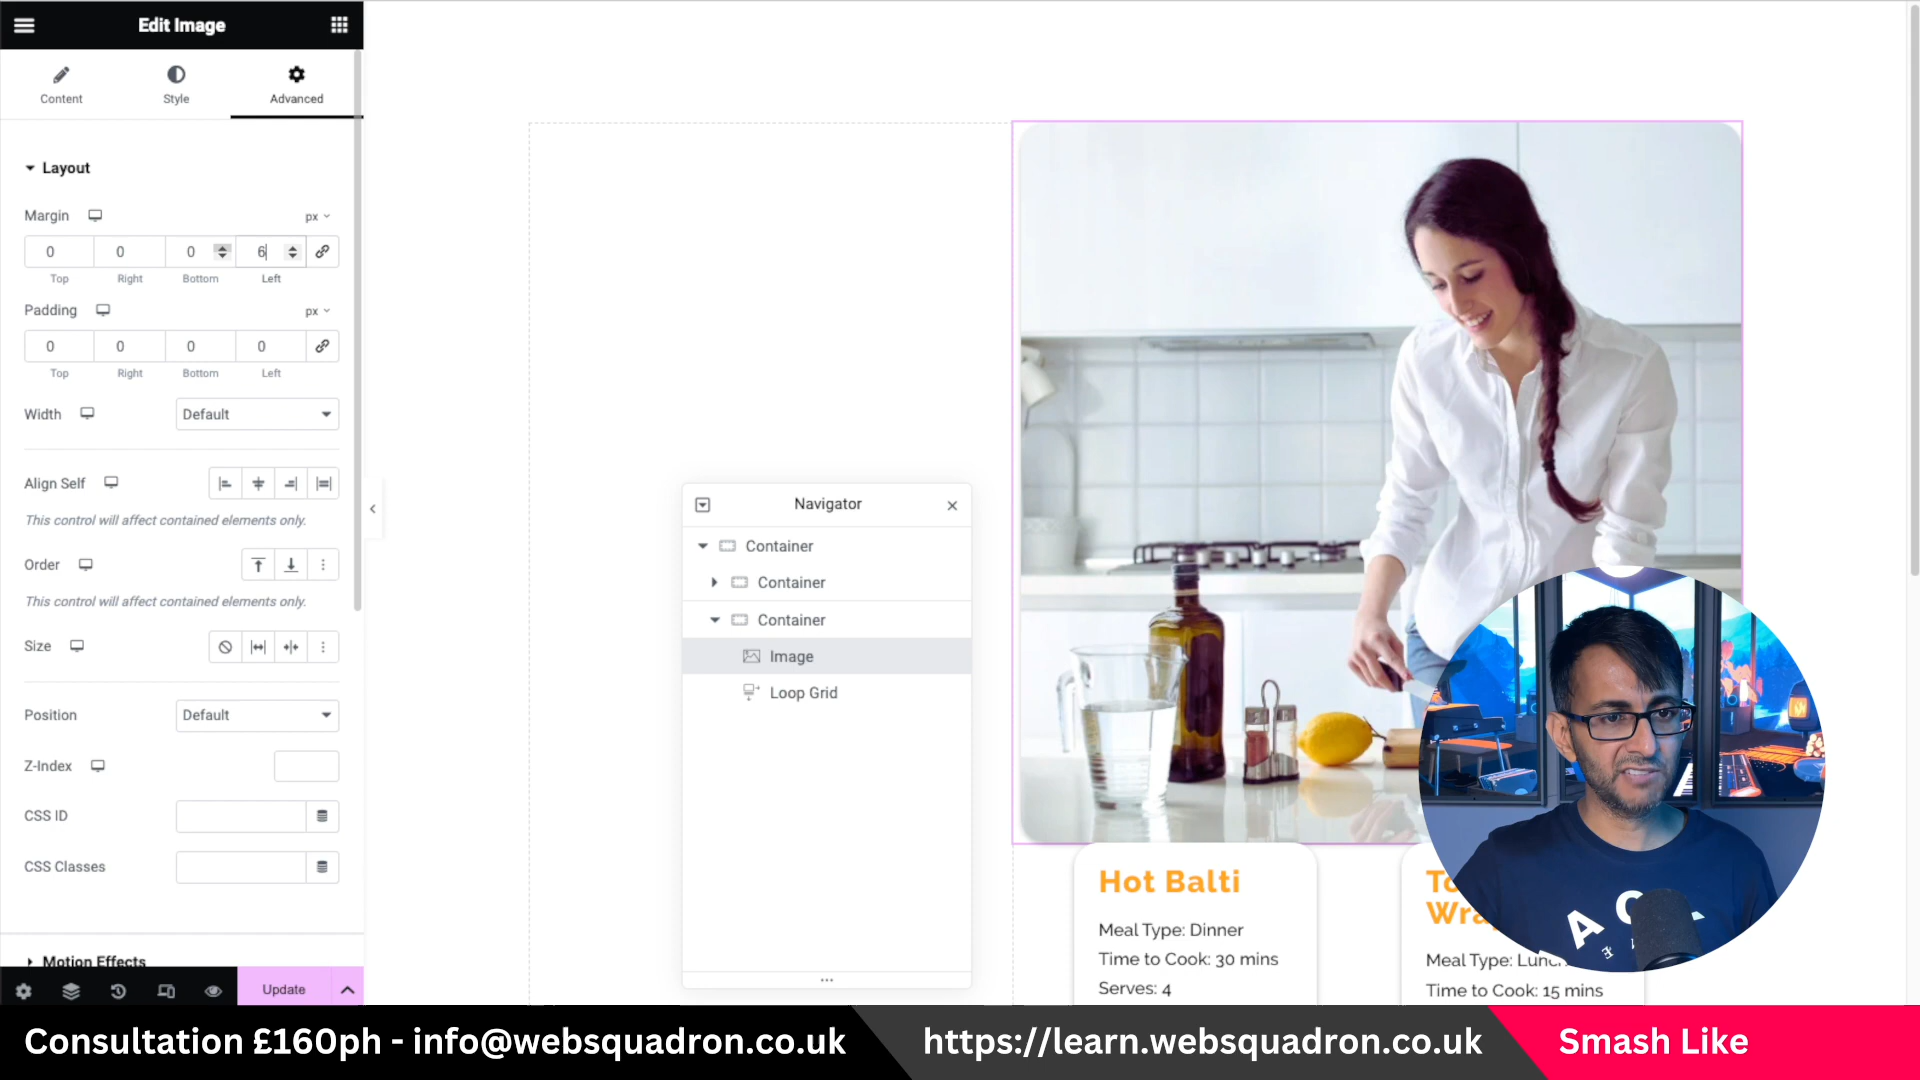 Edit Image
Content
Style
Advanced
Layout
Margin
px
0
0
0
6
Top
Right
Bottom
Left
Padding
px
0
0
0
0
Top
Right
Bottom
Left
Width
Default
Align Self
This control will affect contained elements only.
Order
This control will affect contained elements only.
Size
Position
Default
Z-Index
CSS ID
CSS Classes
Motion Effects
Update
Navigator
Container
Container
Container
Image
Loop Grid
Hot Balti
Meal Type: Dinner
Time to Cook: 30 mins
Serves: 4
Meal Type:
Time to Cook: 15 mins
Consultation £160ph - info@websquadron.co.uk
https://learn.websquadron.co.uk
Smash Like